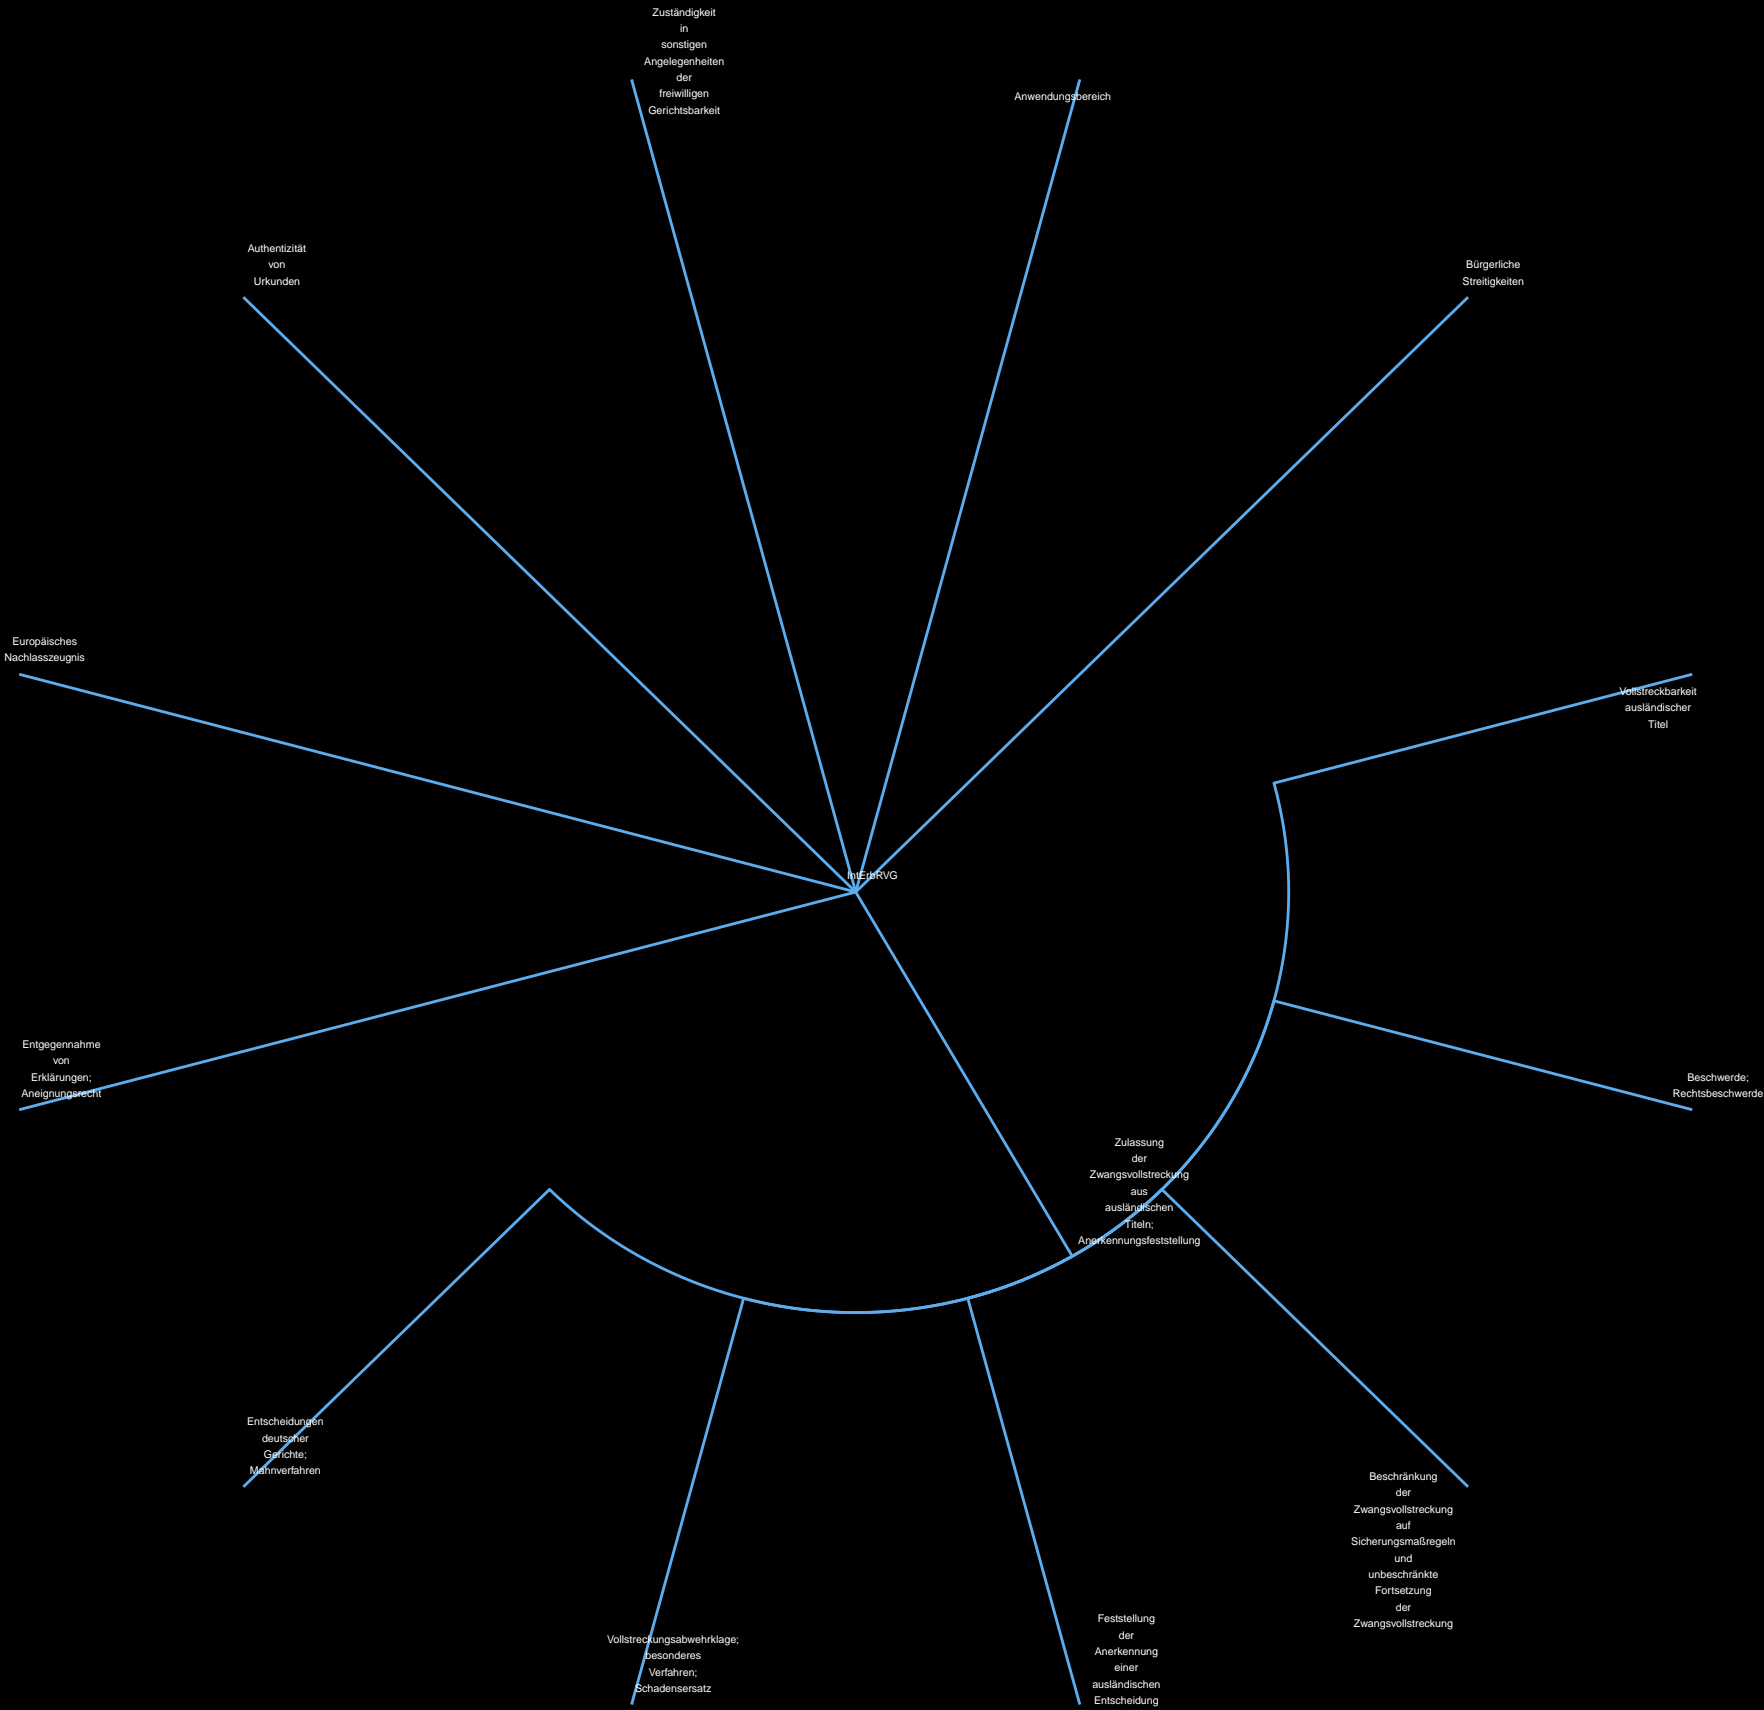 Zuständigkeit
in
sonstigen
Angelegenheiten
der
freiwilligen
Gerichtsbarkeit
Anwendungsbereich
Authentizität
von
Urkunden
Bürgerliche
Streitigkeiten
Europäisches
Nachlasszeugnis
Vollstreckbarkeit
ausländischer
Titel
IntErbRVG
Entgegennahme
von
Erklärungen;
Aneignungsrecht
Beschwerde;
Rechtsbeschwerde
Zulassung
der
Zwangsvollstreckung
aus
ausländischen
Titeln;
Anerkennungsfeststellung
Entscheidungen
deutscher
Gerichte;
Mahnverfahren
Beschränkung
der
Zwangsvollstreckung
auf
Sicherungsmaßregeln
und
unbeschränkte
Fortsetzung
der
Zwangsvollstreckung
Vollstreckungsabwehrklage;
besonderes
Verfahren;
Schadensersatz
Feststellung
der
Anerkennung
einer
ausländischen
Entscheidung